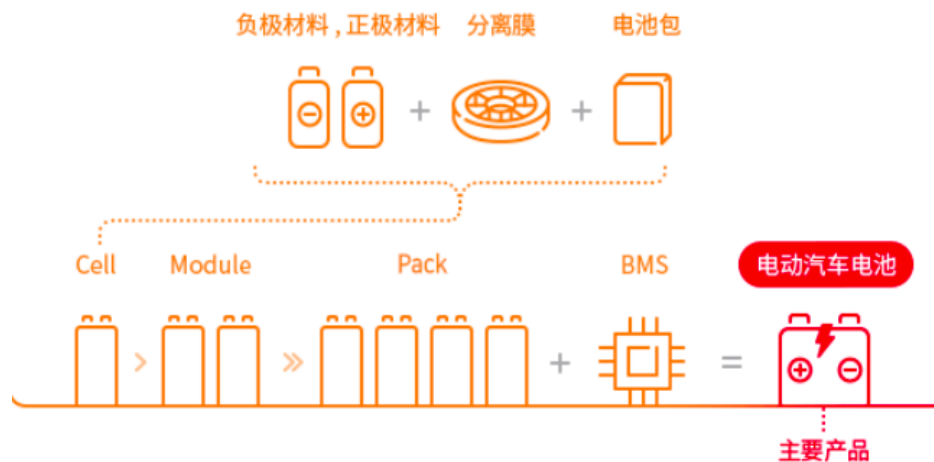 负极材料 , 正极材料
分离膜
电池包
Cell
Module
Pack
BMS
电动汽车电池
主要产品